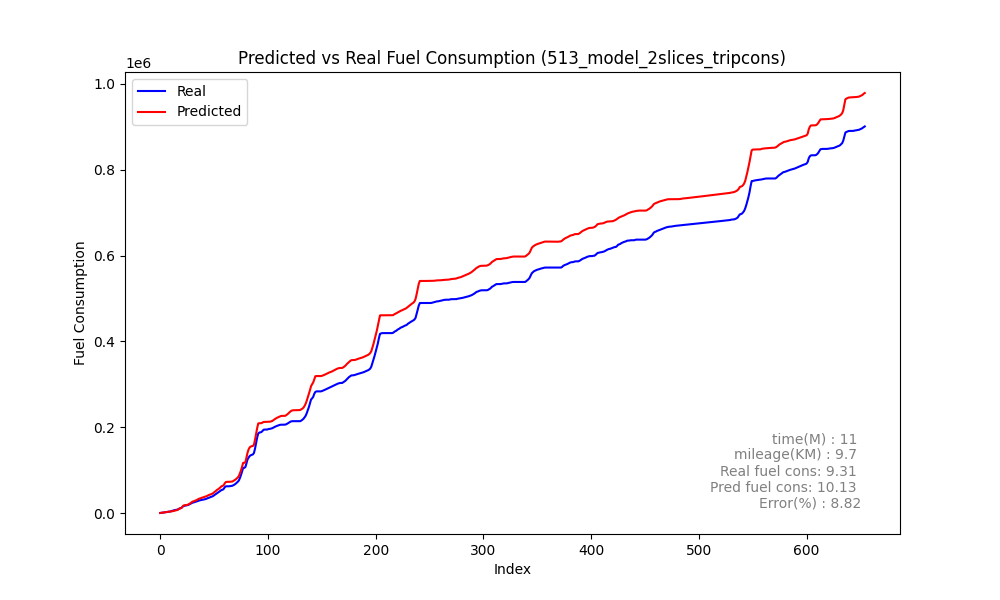 Predicted vs Real Fuel Consumption (513_model_2slices_tripcons)
1e6
Real
Predicted
1.0
0.8
0.6
0.4
0.2
0.0
Fuel Consumption
time(M) : 11
mileage(KM) : 9.7
Real fuel cons: 9.31
Pred fuel cons: 10.13
Error(%) : 8.82
0 100 200 300 400 500 600
Index